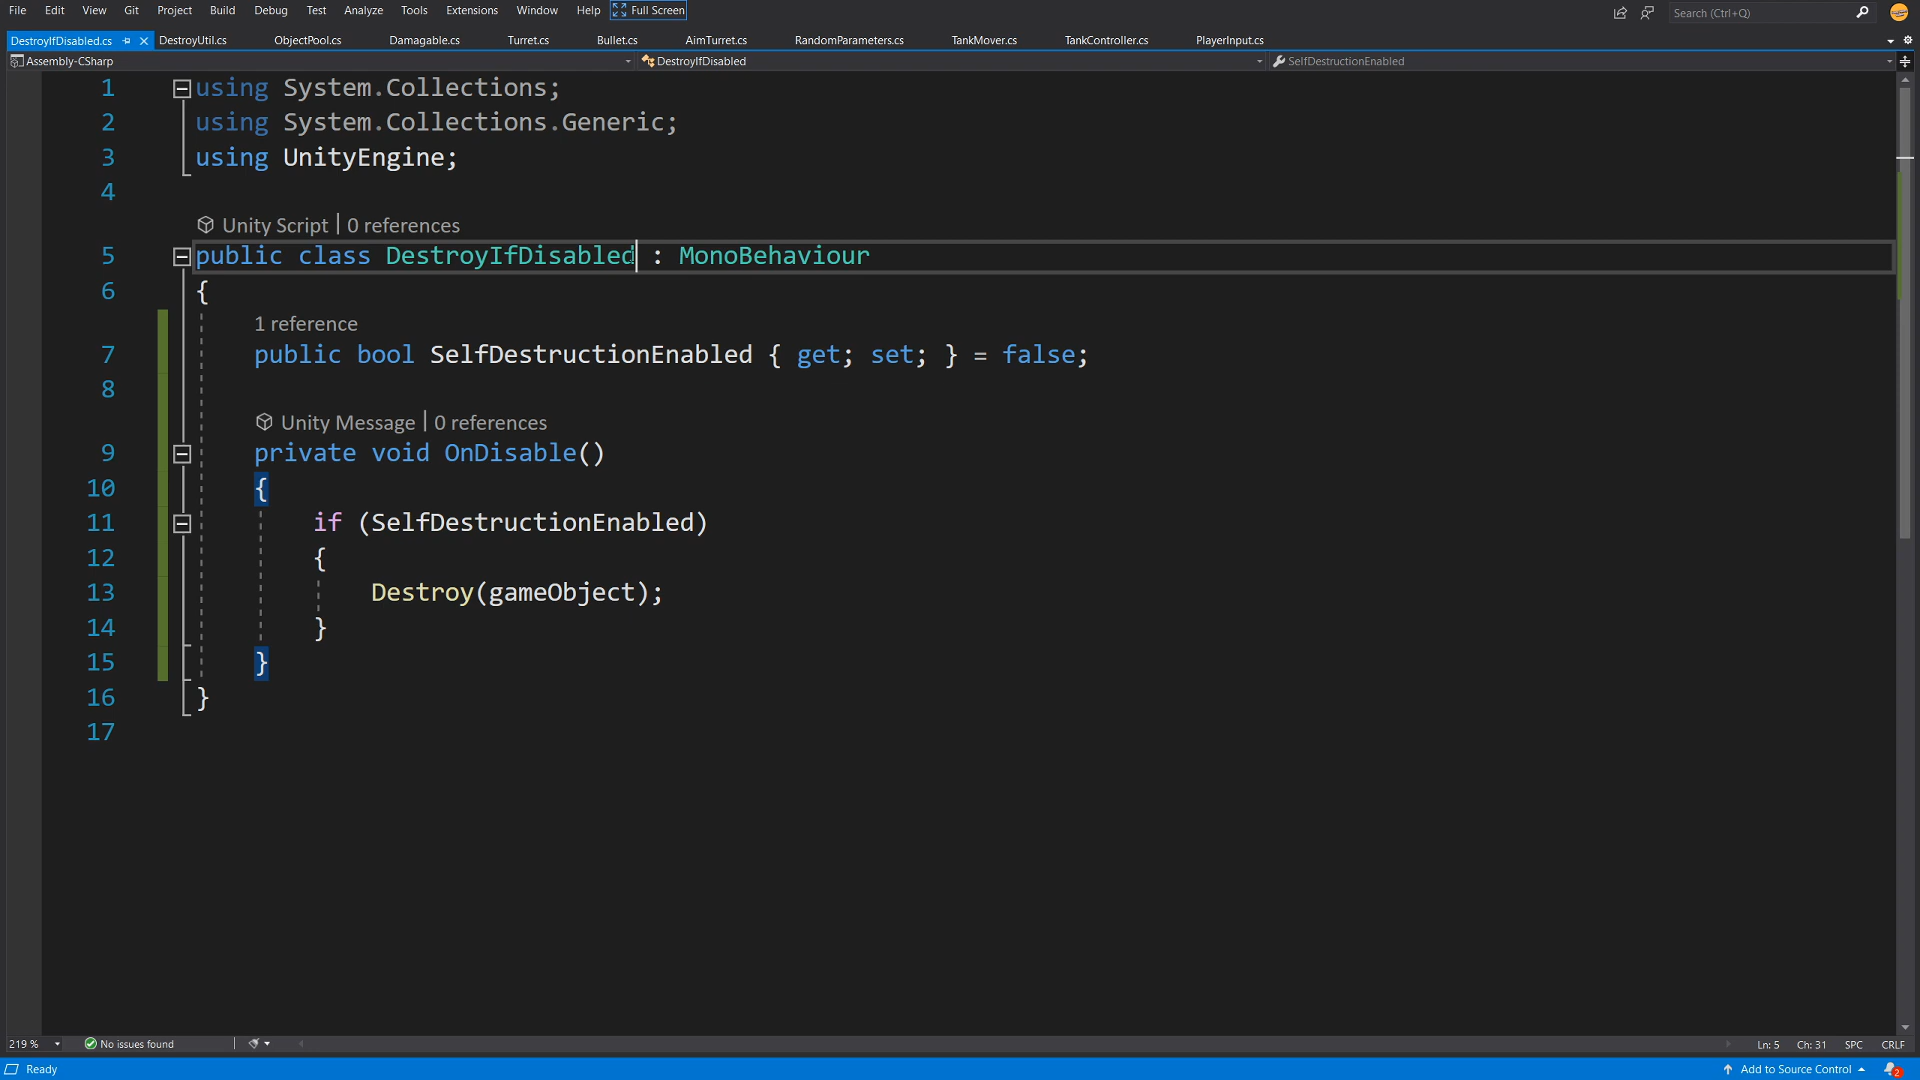 File Edit View Git Project Build Debug Test Analyze Tools Extensions Window Help Full Screen Search (Ctrl+Q)
DestroyIfDisabled.cs DestroyUtil.cs ObjectPool.cs Damagable.cs Turret.cs Bullet.cs AimTurret.cs RandomParameters.cs TankMover.cs TankController.cs PlayerInput.cs
Assembly-CSharp DestroyIfDisabled SelfDestructionEnabled
1 using System.Collections;
2 using System.Collections.Generic;
3 using UnityEngine;
4
Unity Script | 0 references
5 public class DestroyIfDisabled : MonoBehaviour
6 {
1 reference
7 public bool SelfDestructionEnabled { get; set; } = false;
8
Unity Message | 0 references
9 private void OnDisable()
10 {
11 if (SelfDestructionEnabled)
12 {
13 Destroy(gameObject);
14 }
15 }
16 }
17
219 % No issues found Ln: 5 Ch: 31 SPC CRLF
Ready Add to Source Control 2